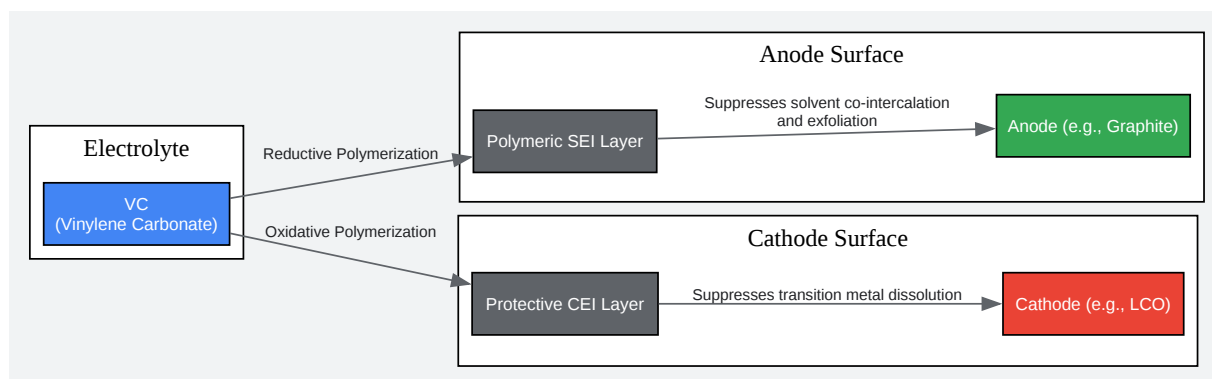 Electrolyte
VC
(Vinylene Carbonate)
Reductive Polymerization
Oxidative Polymerization
Anode Surface
Polymeric SEI Layer
Suppresses solvent co-intercalation
and exfoliation
Anode (e.g., Graphite)
Cathode Surface
Protective CEI Layer
Suppresses transition metal dissolution
Cathode (e.g., LCO)